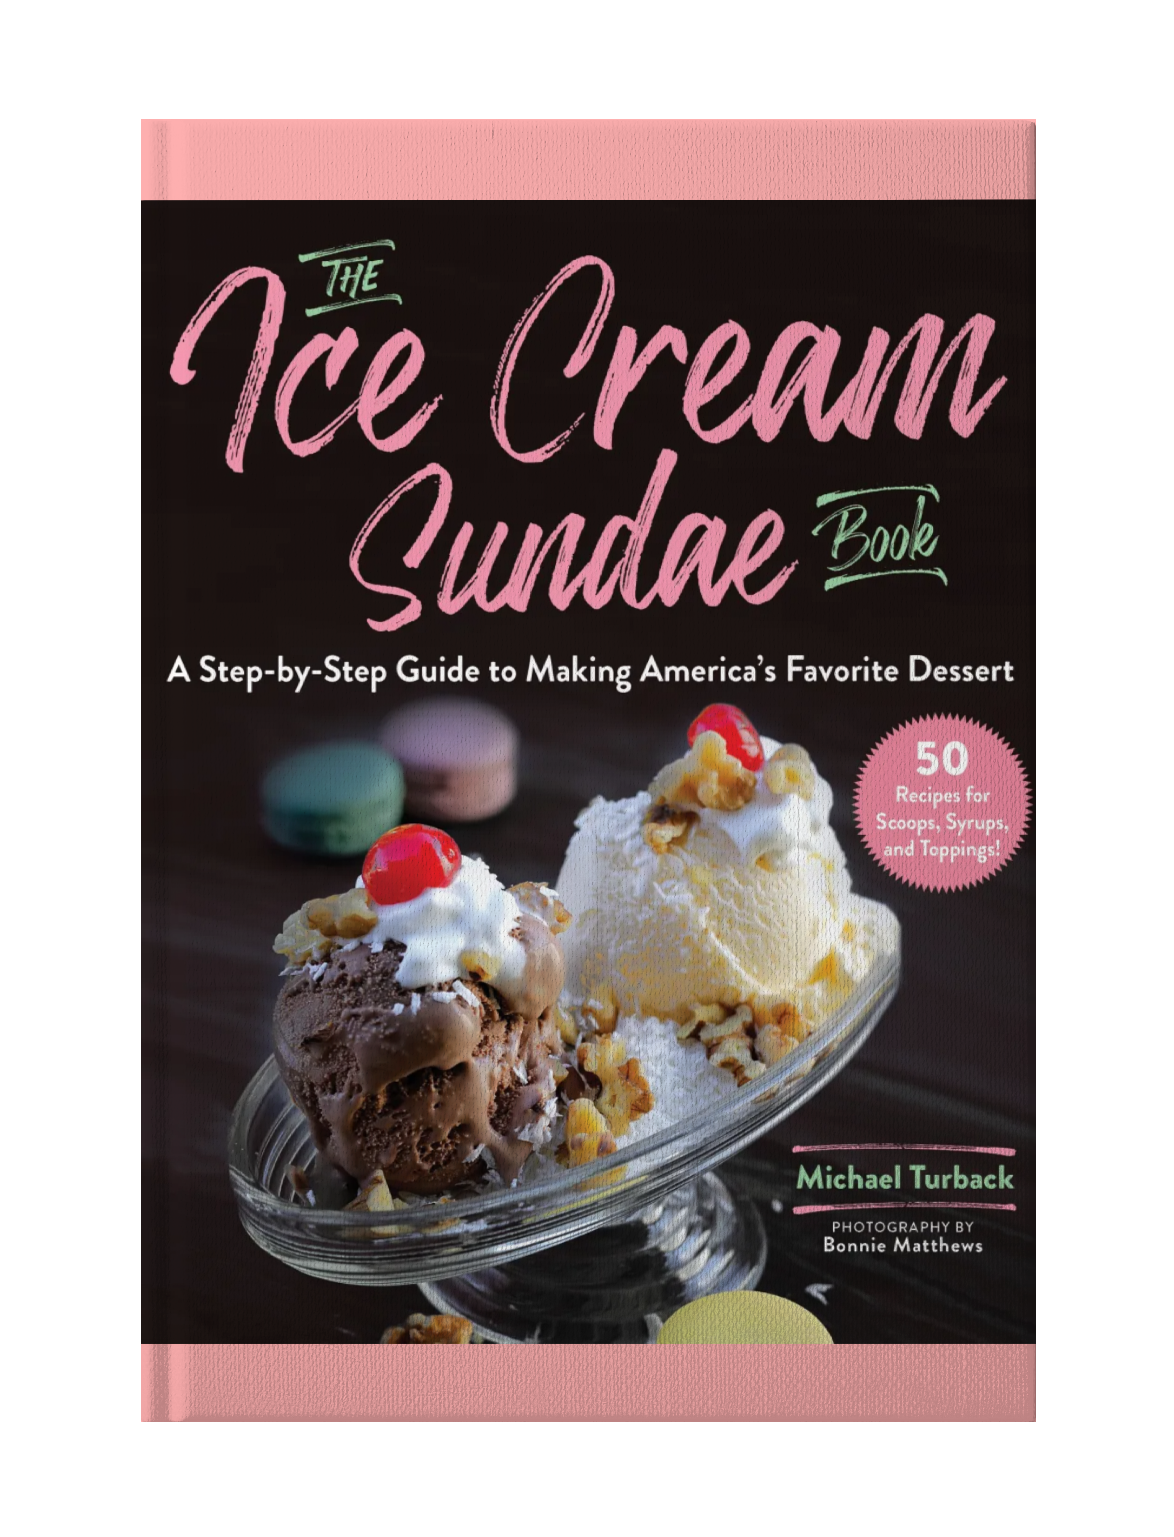 THE
Ice Cream
Sundae
Book
A Step-by-Step Guide to Making America's Favorite Dessert
50
Recipes for
Scoops, Syrups,
and Toppings!
Michael Turback
PHOTOGRAPHY BY
Bonnie Matthews